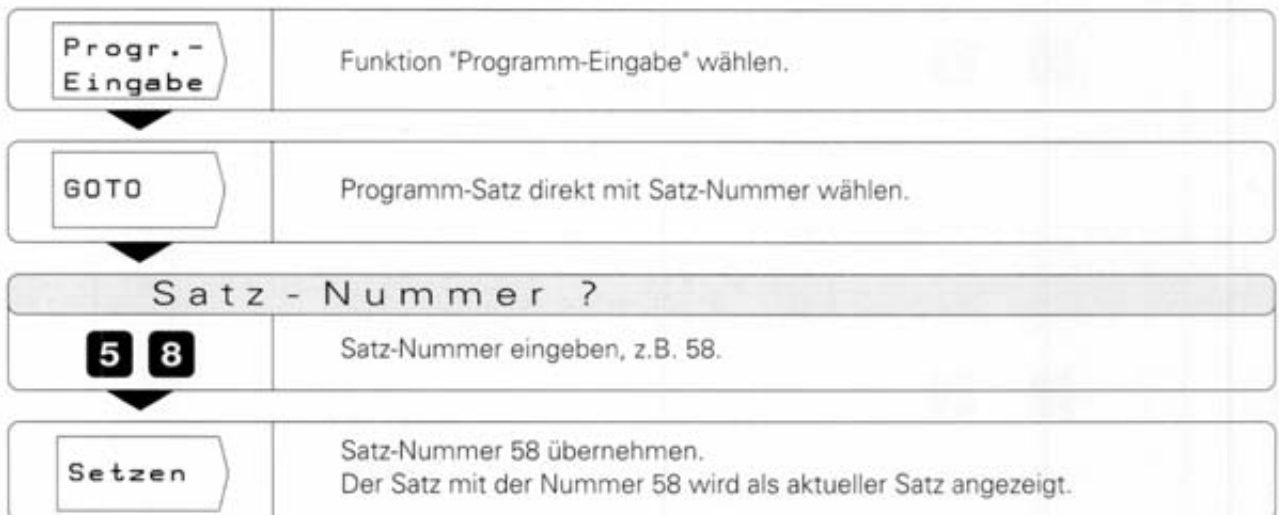 Progr.-
Eingabe
Funktion "Programm-Eingabe" wählen.
GOTO
Programm-Satz direkt mit Satz-Nummer wählen.
Satz-Nummer ?
5 8
Satz-Nummer eingeben, z.B. 58.
Setzen
Satz-Nummer 58 übernehmen.
Der Satz mit der Nummer 58 wird als aktueller Satz angezeigt.